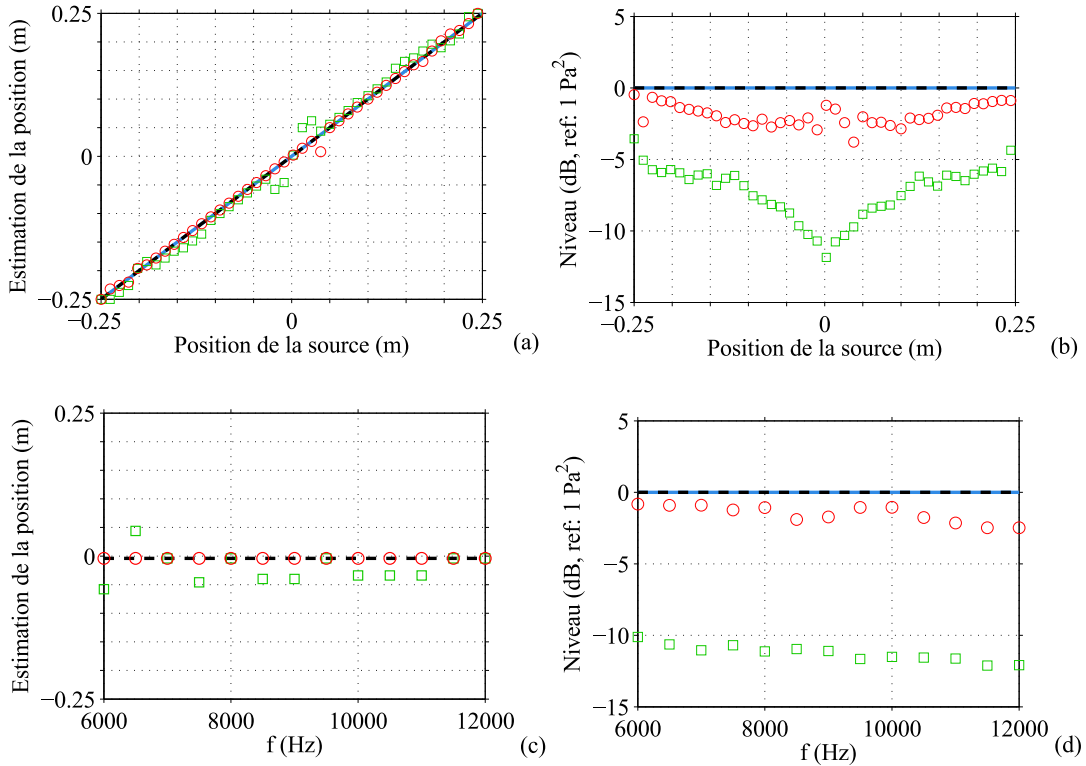 0.25
0
−0.25
−0.25
0
0.25
Estimation de la position (m)
Position de la source (m)
(a)
5
0
−5
−10
−15
−0.25
0
0.25
Niveau (dB, ref: 1 Pa²)
Position de la source (m)
(b)
0.25
0
−0.25
6000
8000
10000
12000
Estimation de la position (m)
f (Hz)
(c)
5
0
−5
−10
−15
6000
8000
10000
12000
Niveau (dB, ref: 1 Pa²)
f (Hz)
(d)